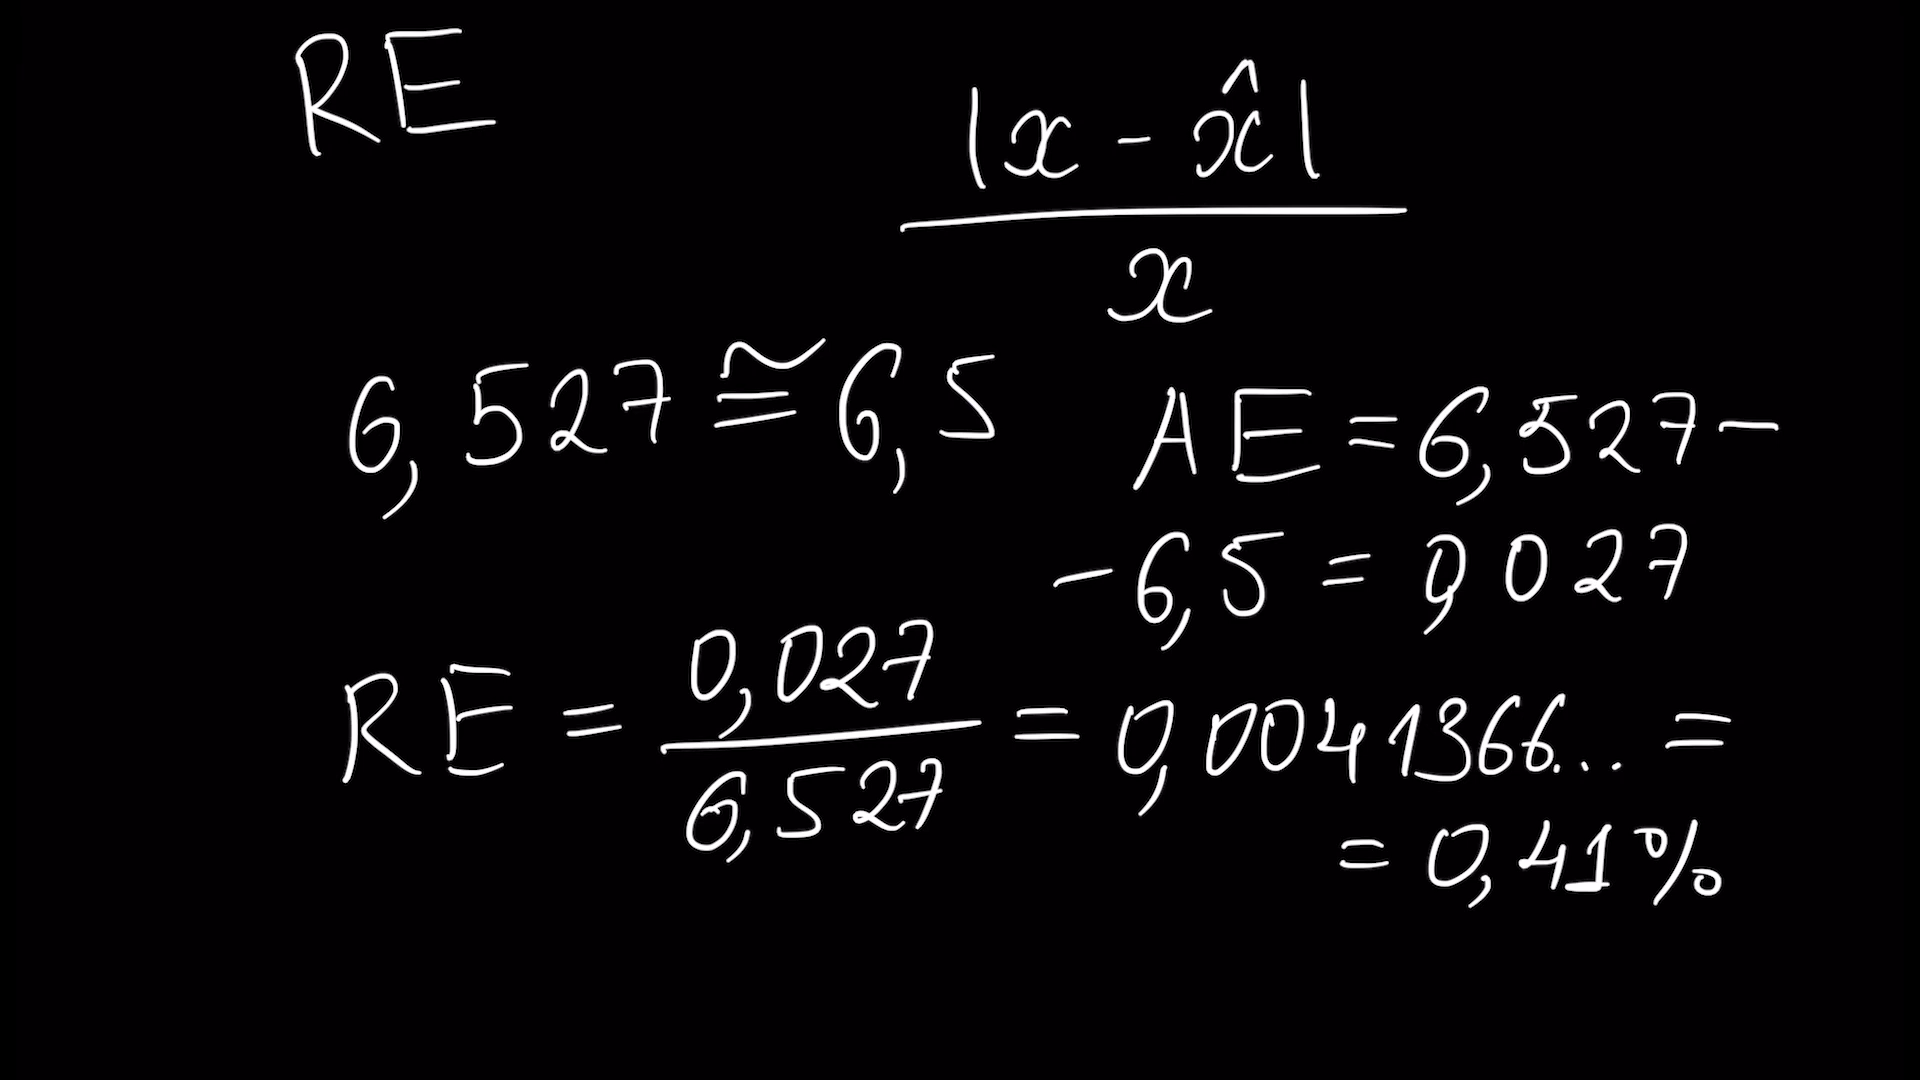 RE
|x - x̂|
x
6,527 ≅ 6,5
AE = 6,527 -
- 6,5 = 0,027
RE = 0,027 / 6,527 = 0,0041366... =
= 0,41%